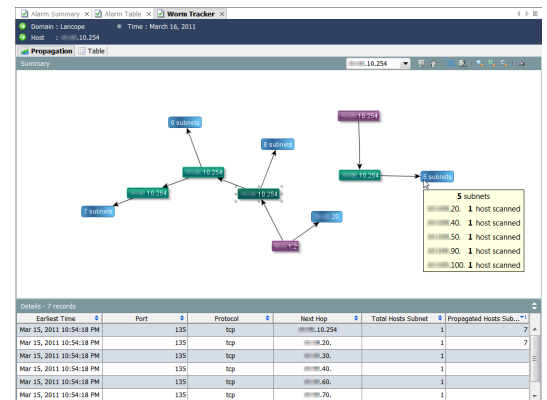 Alarm Summary × Alarm Table × Worm Tracker ×
Domain : Lancope Time : March 16, 2011
Host : .10.254
Propagation Table
Summary .10.254
10.254
6 subnets
6 subnets
10.254
10.254
5 subnets
10.254
10.254
7 subnets
.20.
1.2
5 subnets
.20. 1 host scanned
.40. 1 host scanned
.50. 1 host scanned
.90. 1 host scanned
.100. 1 host scanned
Details - 7 records
Earliest Time Port Protocol Next Hop Total Hosts Subnet Propagated Hosts Sub...
Mar 15, 2011 10:54:18 PM 135 tcp .10.254 1 7
Mar 15, 2011 10:54:18 PM 135 tcp .20. 1 7
Mar 15, 2011 10:54:18 PM 135 tcp .30. 1
Mar 15, 2011 10:54:18 PM 135 tcp .40. 1
Mar 15, 2011 10:54:18 PM 135 tcp .60. 1
Mar 15, 2011 10:54:18 PM 135 tcp .70. 1